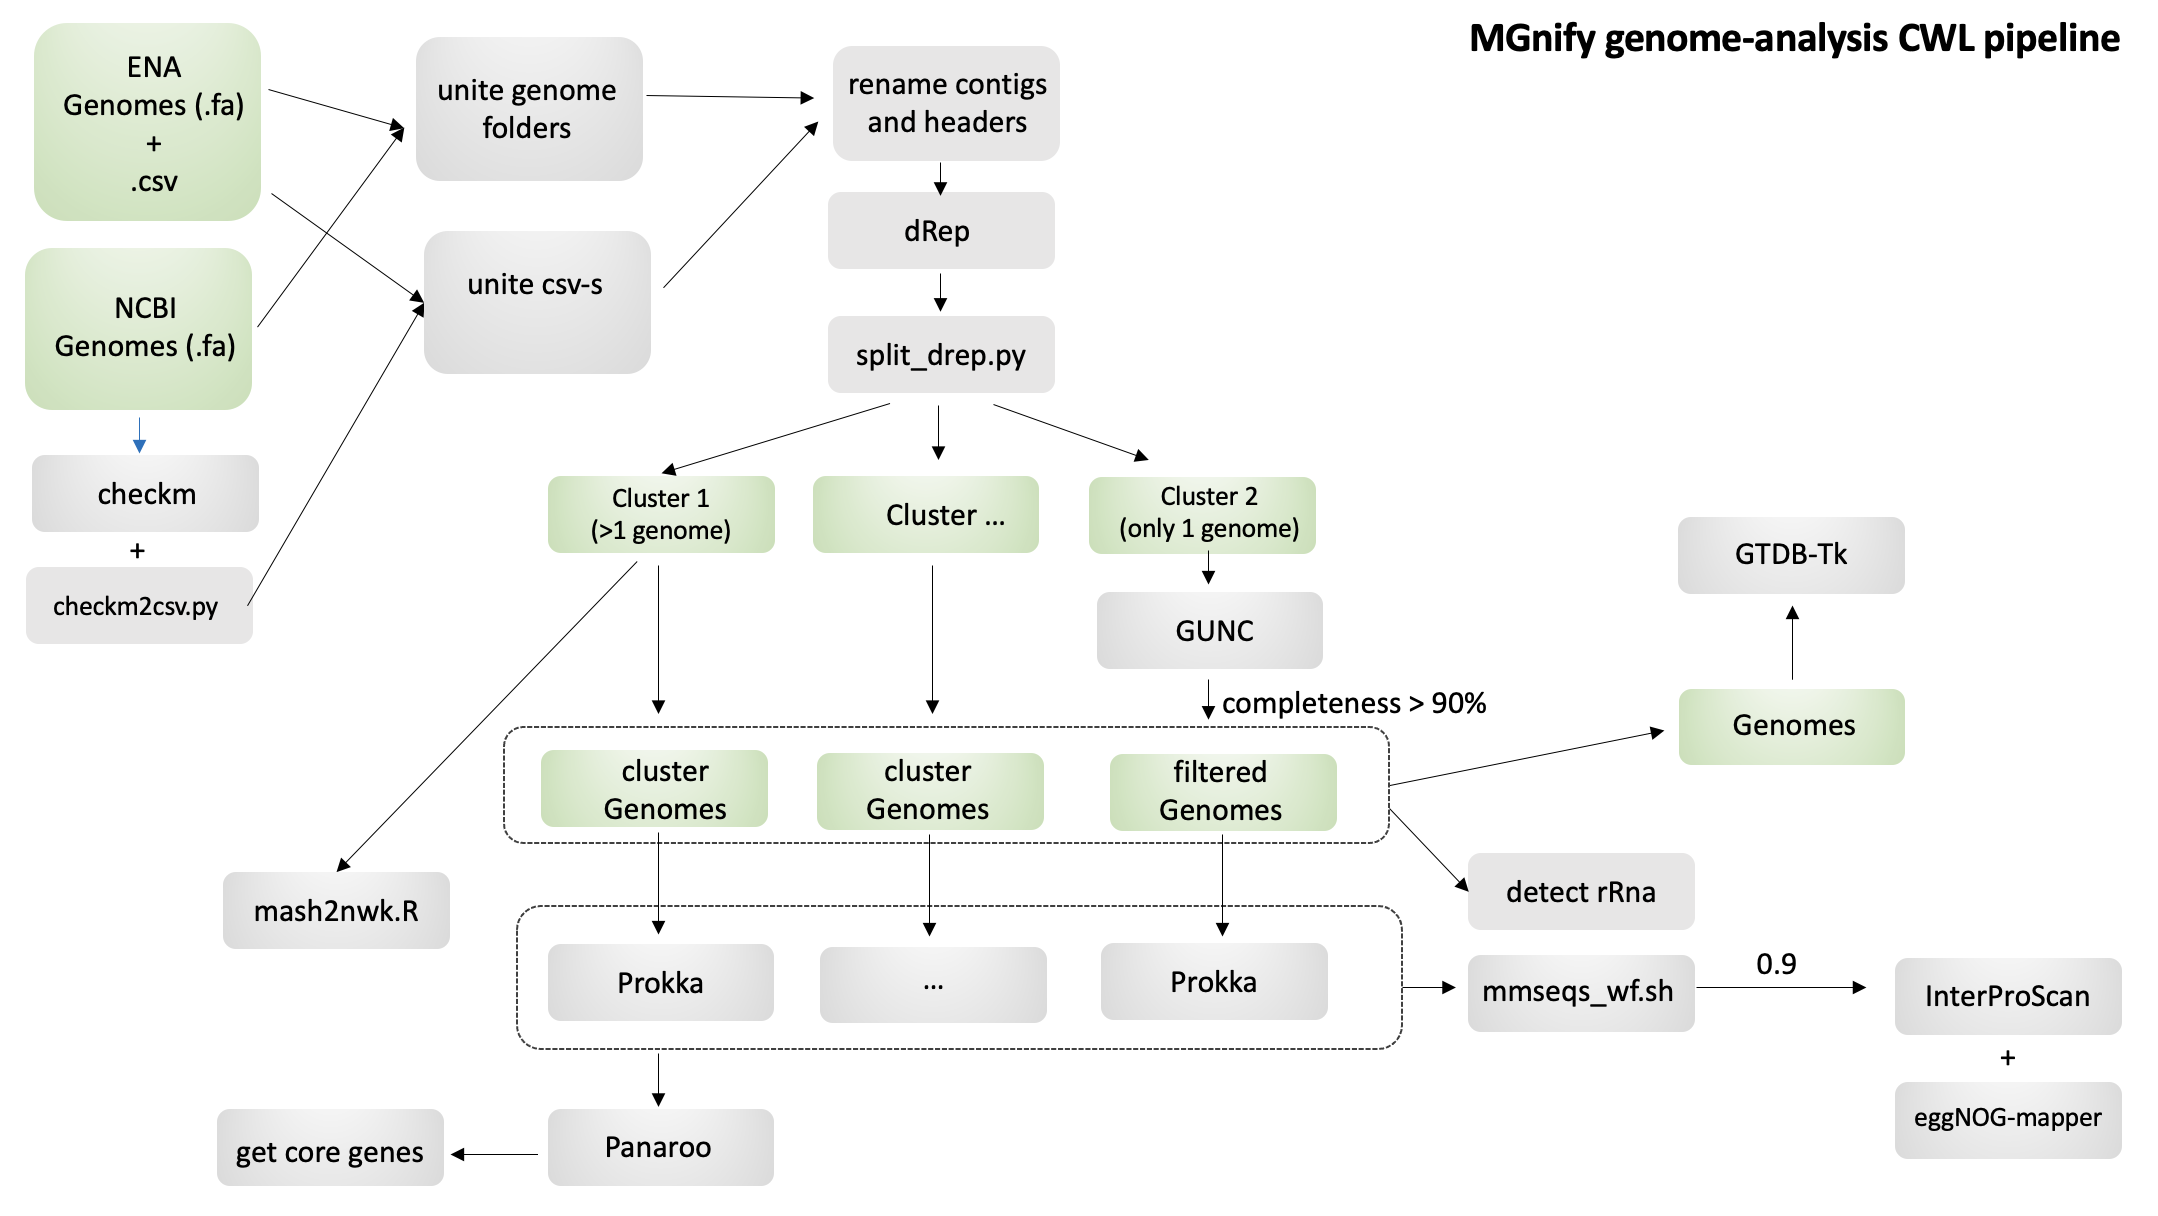 MGnify genome-analysis CWL pipeline
ENA
Genomes (.fa)
+
.csv
unite genome
folders
rename contigs
and headers
dRep
unite csv-s
NCBI
Genomes (.fa)
split_drep.py
checkm
+
checkm2csv.py
Cluster 1
(>1 genome)
Cluster ...
Cluster 2
(only 1 genome)
GUNC
completeness > 90%
GTDB-Tk
Genomes
cluster
Genomes
cluster
Genomes
filtered
Genomes
detect rRna
mash2nwk.R
Prokka
...
Prokka
mmseqs_wf.sh
0.9
InterProScan
+
eggNOG-mapper
Panaroo
get core genes